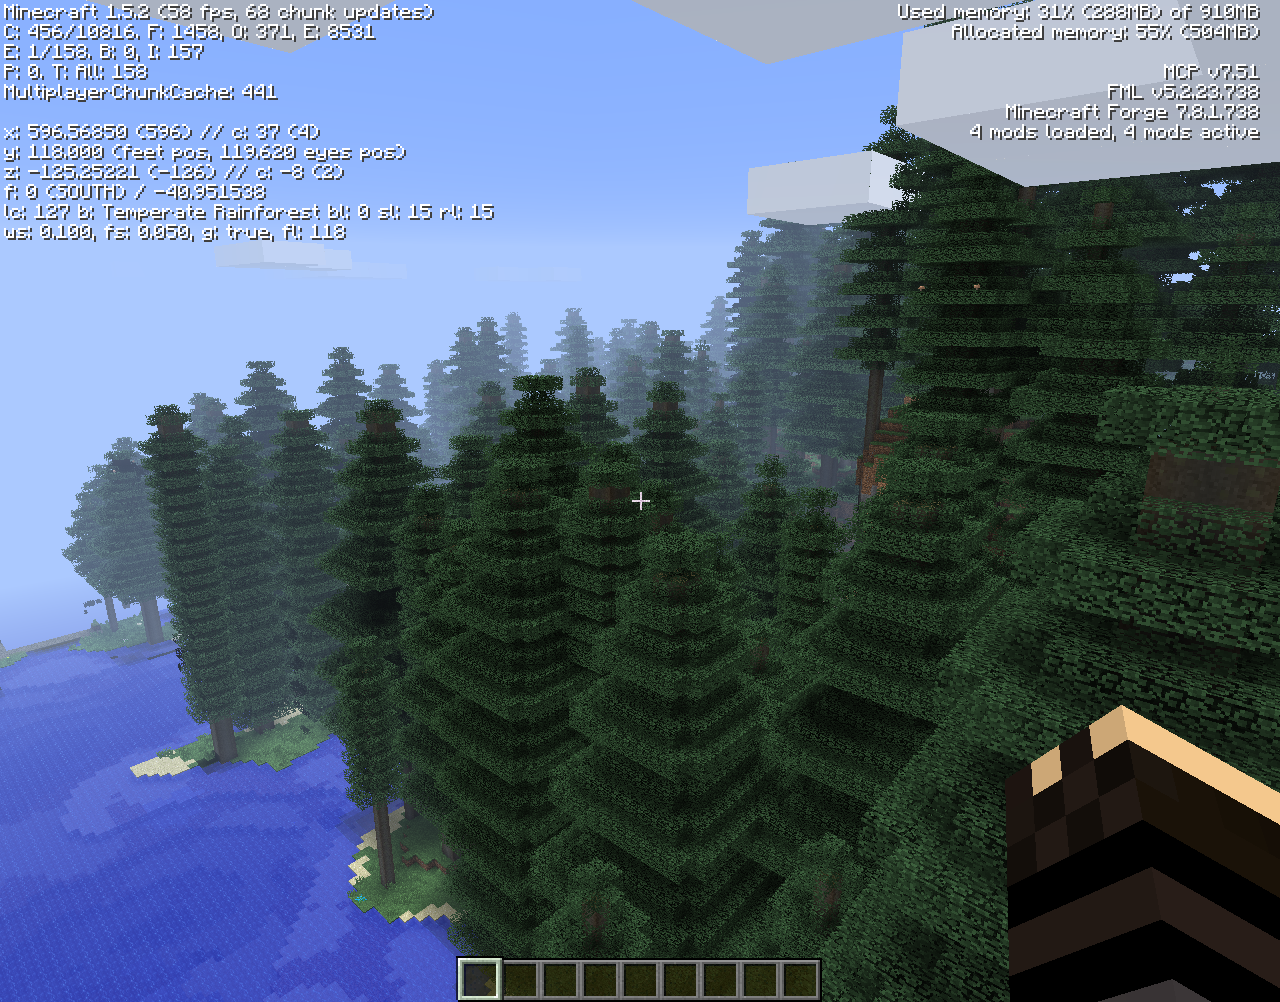 Minecraft 1.5.2 (58 fps, 68 chunk updates)
C: 456/10816. F: 1458, O: 371, E: 8531
E: 1/158. B: 0, I: 157
P: 0. T: All: 158
MultiplayerChunkCache: 441
x: 596.56850 (596) // c: 37 (4)
y: 118.000 (feet pos, 119.620 eyes pos)
z: -125.25221 (-126) // c: -8 (2)
f: 0 (SOUTH) / -40.951538
lc: 127 b: Temperate Rainforest bl: 0 sl: 15 rl: 15
ws: 0.100, fs: 0.050, g: true, fl: 118
Used memory: 31% (288MB) of 910MB
Allocated memory: 55% (504MB)
MCP v7.51
FML v5.2.23.738
Minecraft Forge 7.8.1.738
4 mods loaded, 4 mods active